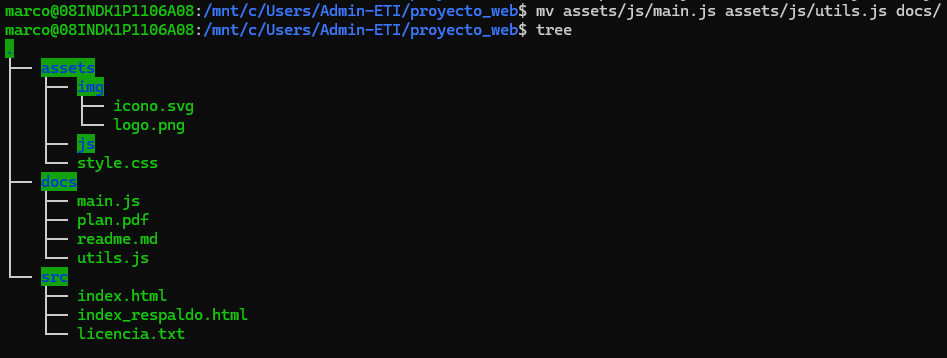 marco@08INDK1P1106A08:/mnt/c/Users/Admin-ETI/proyecto_web$ mv assets/js/main.js assets/js/utils.js docs/
marco@08INDK1P1106A08:/mnt/c/Users/Admin-ETI/proyecto_web$ tree
.
├── assets
│   ├── img
│   │   ├── icono.svg
│   │   └── logo.png
│   ├── js
│   └── style.css
├── docs
│   ├── main.js
│   ├── plan.pdf
│   ├── readme.md
│   └── utils.js
└── src
    ├── index.html
    ├── index_respaldo.html
    └── licencia.txt